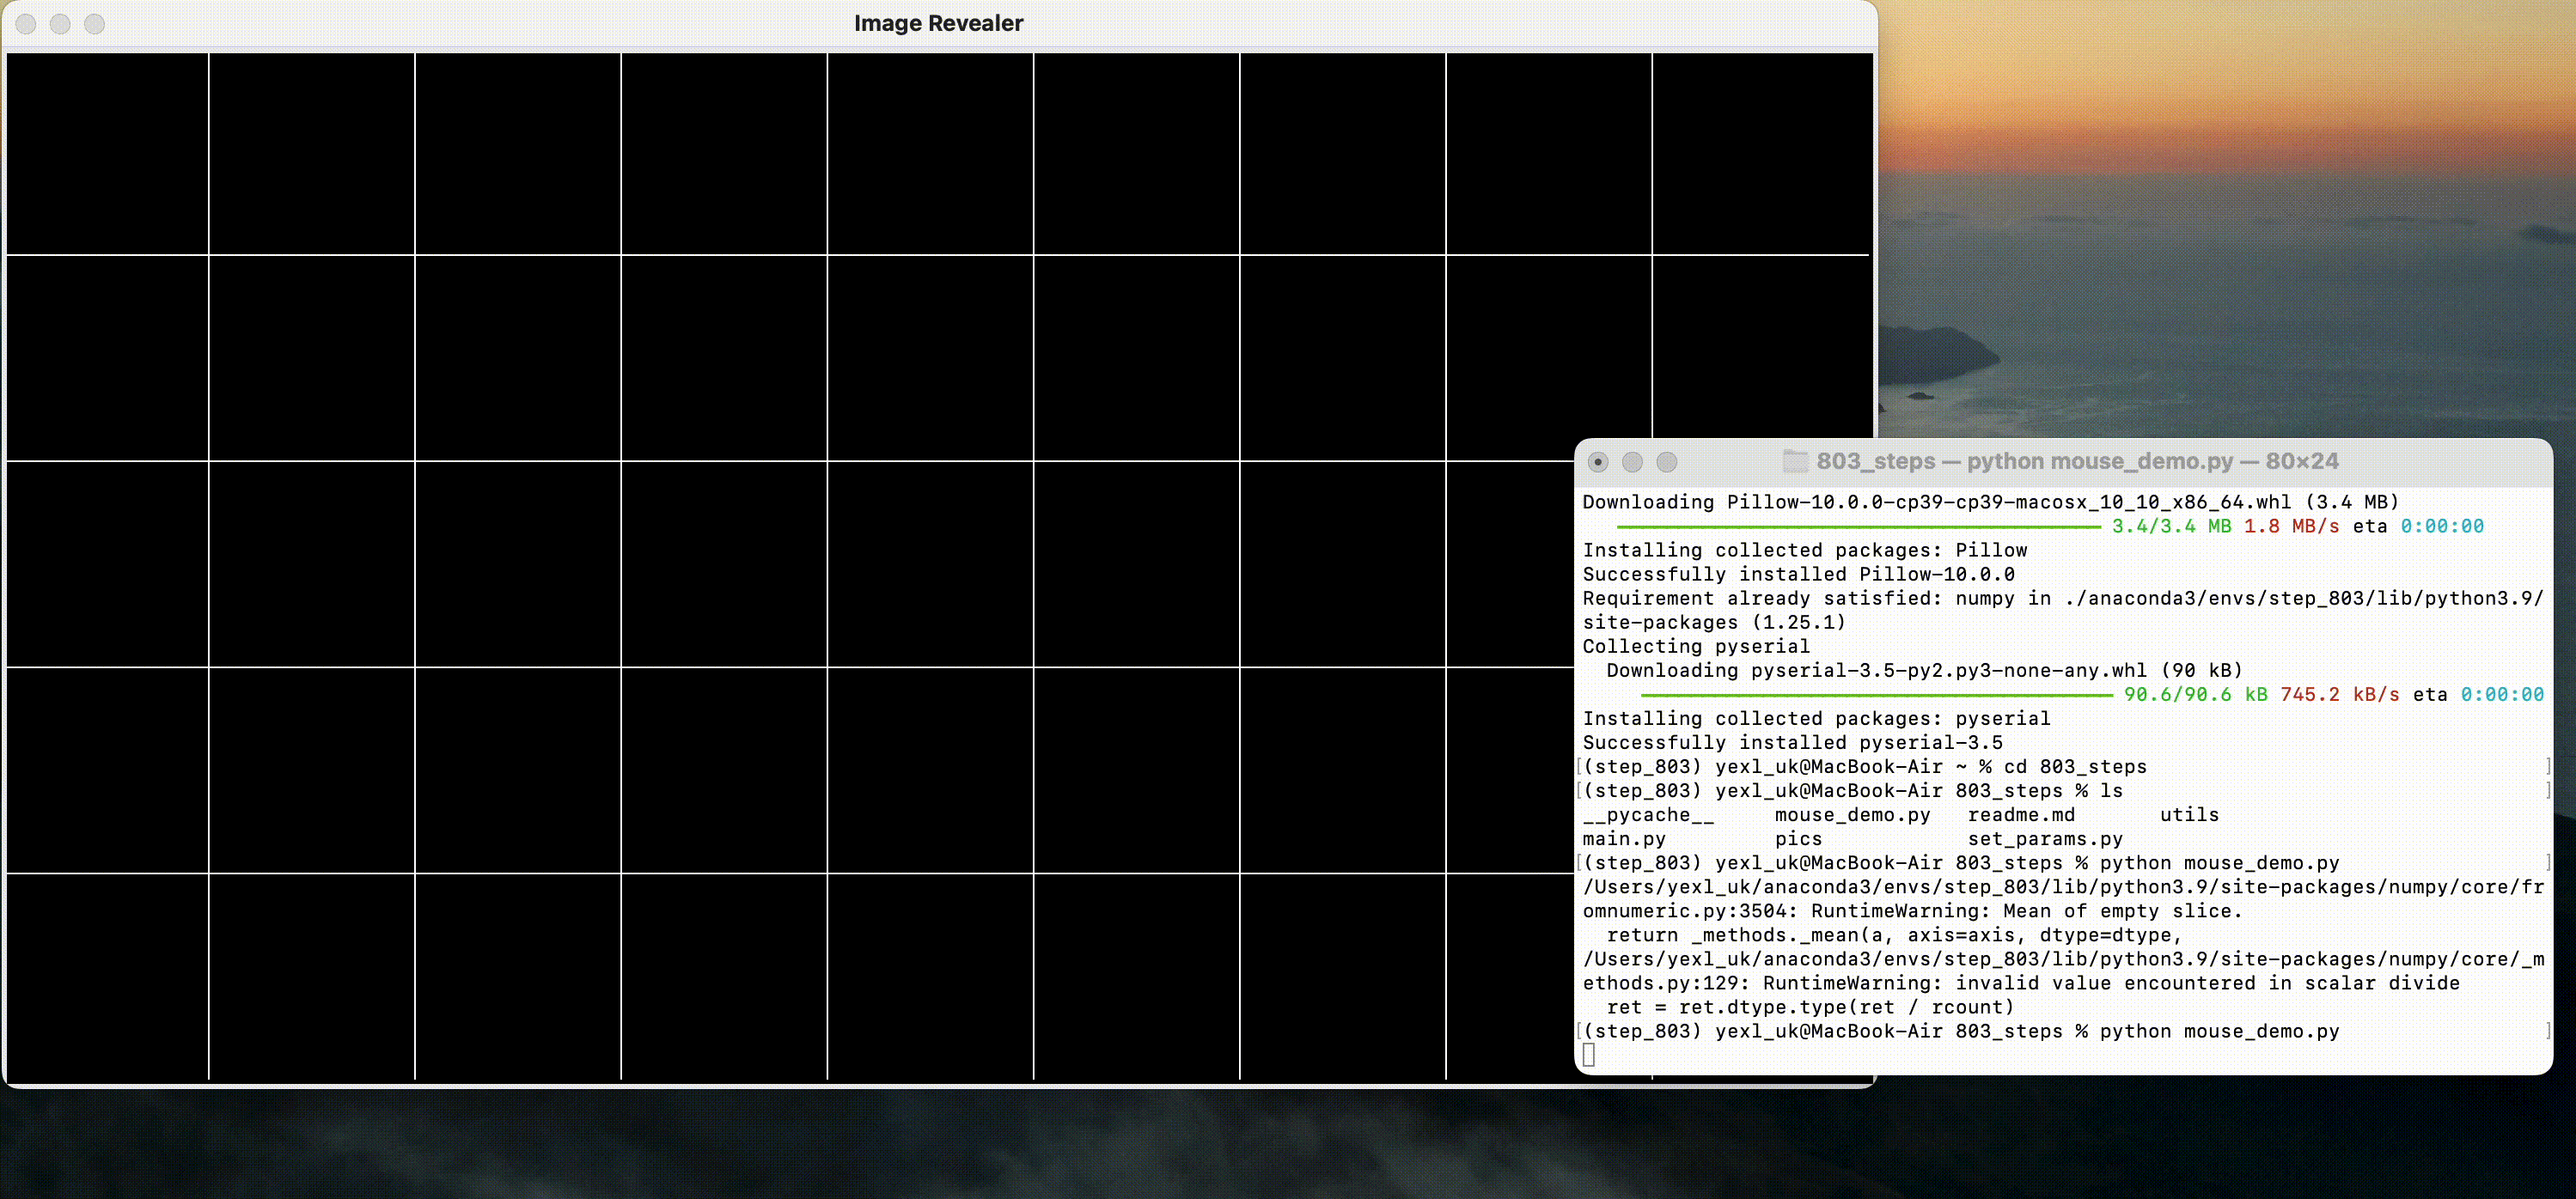 Image Revealer
803_steps — python mouse_demo.py — 80×24
Downloading Pillow-10.0.0-cp39-cp39-macosx_10_10_x86_64.whl (3.4 MB)
3.4/3.4 MB 1.8 MB/s eta 0:00:00
Installing collected packages: Pillow
Successfully installed Pillow-10.0.0
Requirement already satisfied: numpy in ./anaconda3/envs/step_803/lib/python3.9/
site-packages (1.25.1)
Collecting pyserial
Downloading pyserial-3.5-py2.py3-none-any.whl (90 kB)
90.6/90.6 kB 745.2 kB/s eta 0:00:00
Installing collected packages: pyserial
Successfully installed pyserial-3.5
[(step_803) yexl_uk@MacBook-Air ~ % cd 803_steps ]
[(step_803) yexl_uk@MacBook-Air 803_steps % ls ]
__pycache__ mouse_demo.py readme.md utils
main.py pics set_params.py
[(step_803) yexl_uk@MacBook-Air 803_steps % python mouse_demo.py ]
/Users/yexl_uk/anaconda3/envs/step_803/lib/python3.9/site-packages/numpy/core/fr
omnumeric.py:3504: RuntimeWarning: Mean of empty slice.
return _methods._mean(a, axis=axis, dtype=dtype,
/Users/yexl_uk/anaconda3/envs/step_803/lib/python3.9/site-packages/numpy/core/_m
ethods.py:129: RuntimeWarning: invalid value encountered in scalar divide
ret = ret.dtype.type(ret / rcount)
[(step_803) yexl_uk@MacBook-Air 803_steps % python mouse_demo.py ]